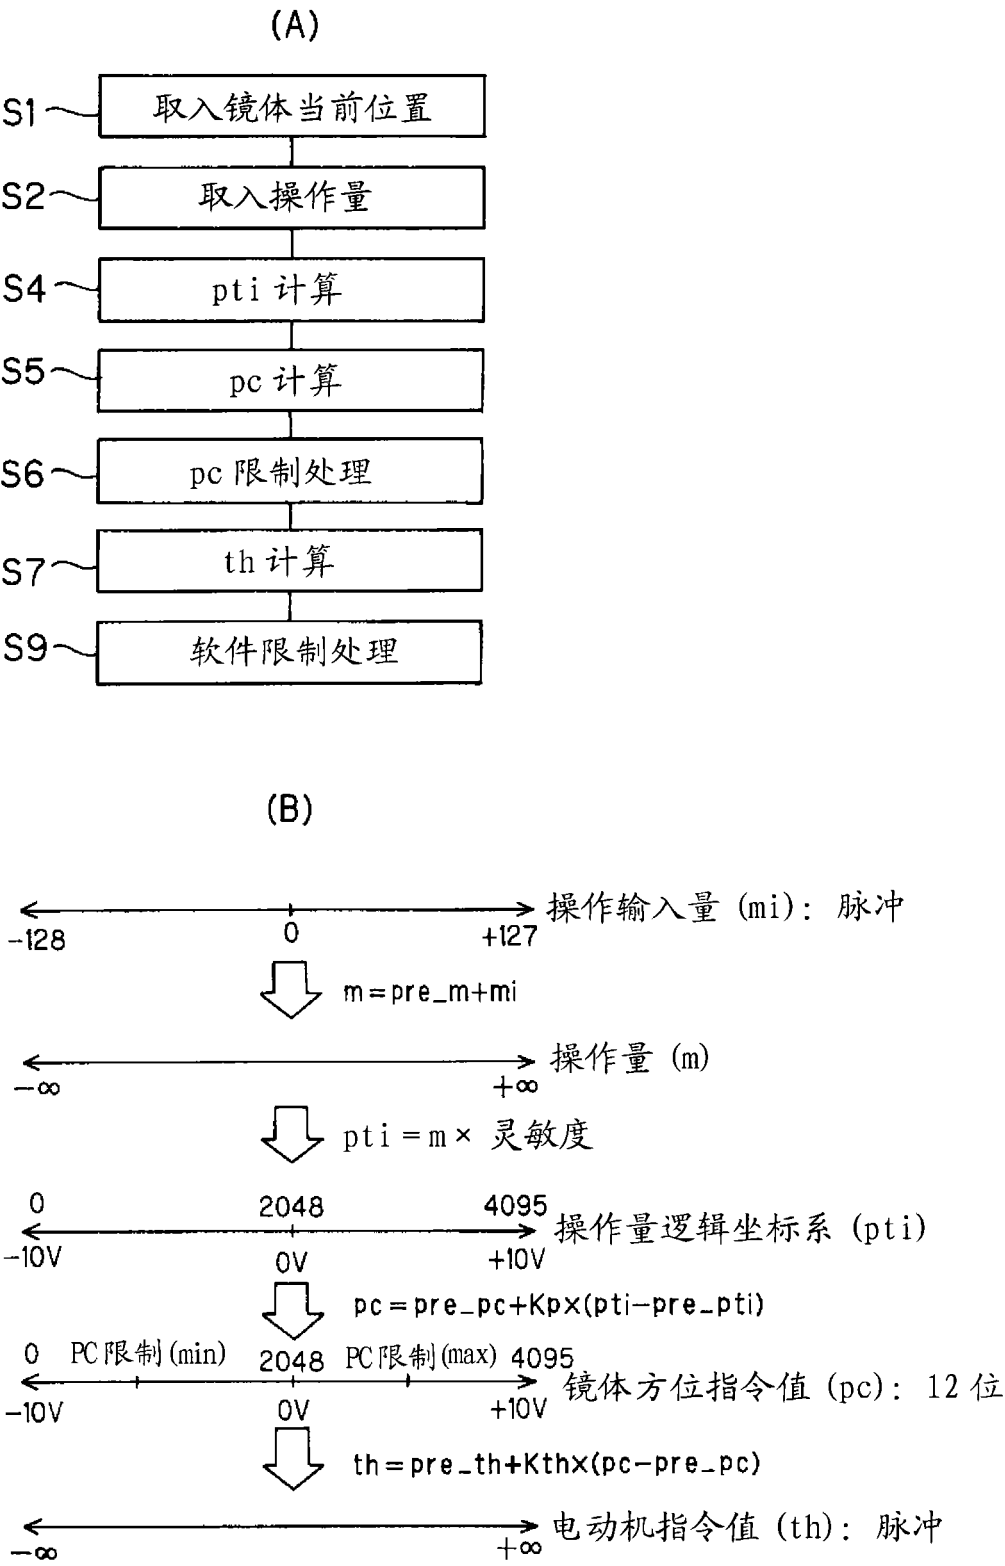 (A)
S1 取入镜体当前位置
S2 取入操作量
S4 pti 计算
S5 pc 计算
S6 pc 限制处理
S7 th 计算
S9 软件限制处理
(B)
操作输入量 (mi): 脉冲
-128 0 +127
m=pre_m+mi
操作量 (m)
-∞ +∞
pti=m× 灵敏度
0 2048 4095
操作量逻辑坐标系 (pti)
-10V 0V +10V
pc=pre_pc+Kp×(pti-pre_pti)
0 PC限制(min) 2048 PC限制(max) 4095
镜体方位指令值 (pc): 12位
-10V 0V +10V
th=pre_th+Kth×(pc-pre_pc)
电动机指令值 (th): 脉冲
-∞ +∞